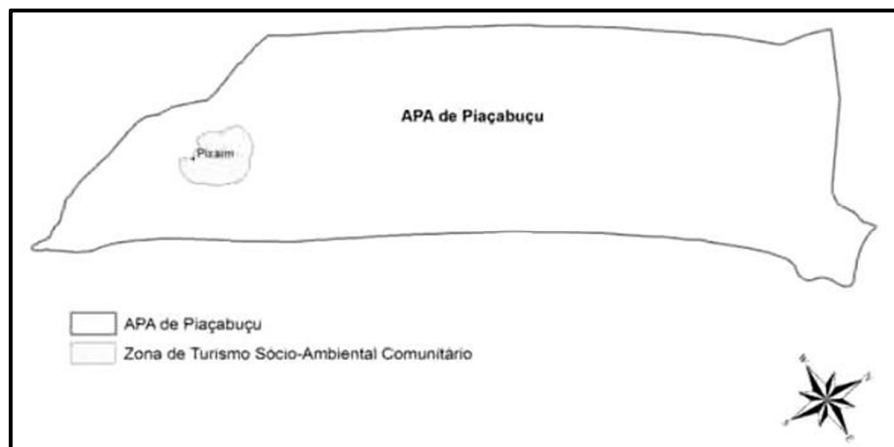 APA de Piaçabuçu
Pixaim
APA de Piaçabuçu
Zona de Turismo Sócio-Ambiental Comunitário